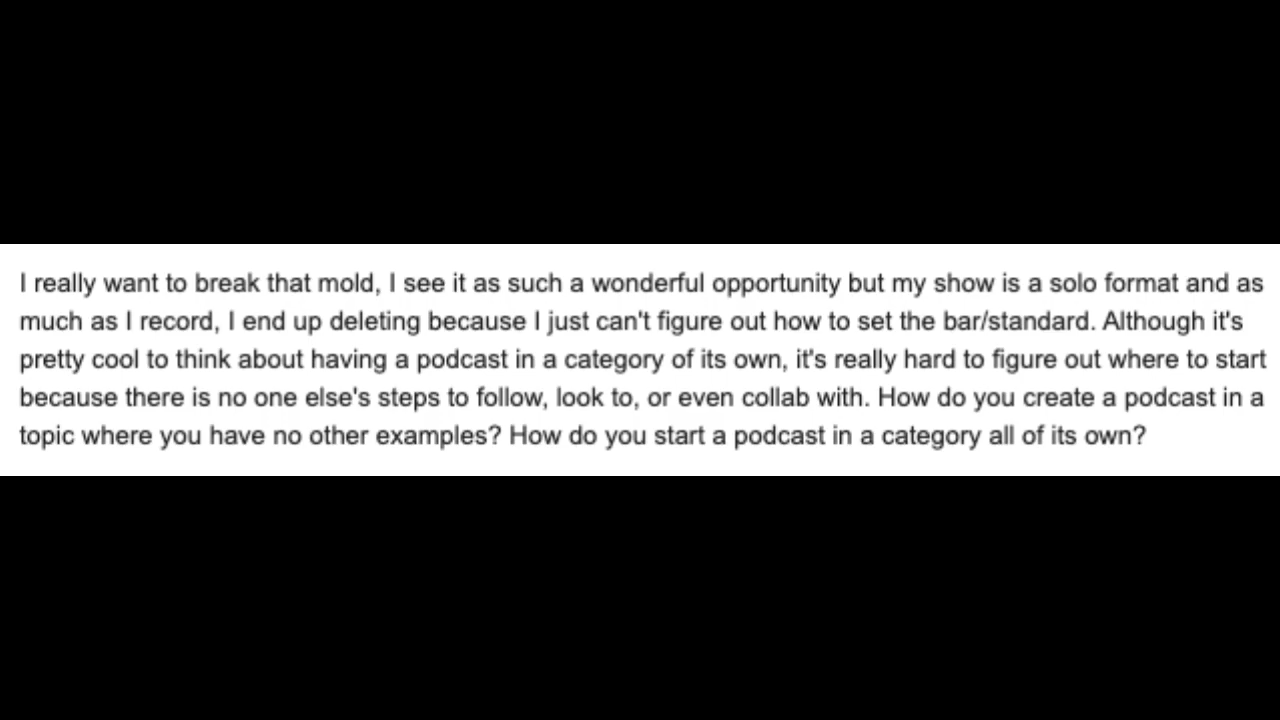 I really want to break that mold, I see it as such a wonderful opportunity but my show is a solo format and as
much as I record, I end up deleting because I just can't figure out how to set the bar/standard. Although it's
pretty cool to think about having a podcast in a category of its own, it's really hard to figure out where to start
because there is no one else's steps to follow, look to, or even collab with. How do you create a podcast in a
topic where you have no other examples? How do you start a podcast in a category all of its own?